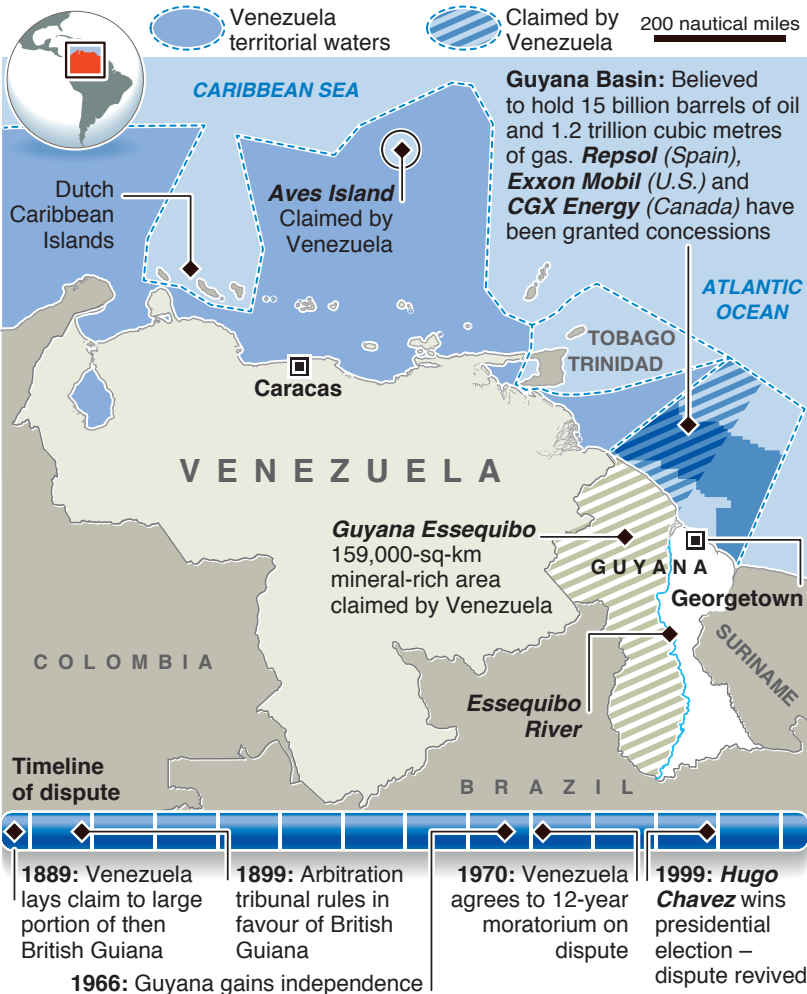 Venezuela
territorial waters
Claimed by
Venezuela
200 nautical miles
CARIBBEAN SEA
Guyana Basin: Believed
to hold 15 billion barrels of oil
and 1.2 trillion cubic metres
of gas. Repsol (Spain),
Exxon Mobil (U.S.) and
CGX Energy (Canada) have
been granted concessions
Dutch
Caribbean
Islands
Aves Island
Claimed by
Venezuela
ATLANTIC
OCEAN
TOBAGO
TRINIDAD
Caracas
VENEZUELA
Guyana Essequibo
159,000-sq-km
mineral-rich area
claimed by Venezuela
GUYANA
Georgetown
COLOMBIA
SURINAME
Essequibo
River
BRAZIL
Timeline
of dispute
1889: Venezuela
lays claim to large
portion of then
British Guiana
1899: Arbitration
tribunal rules in
favour of British
Guiana
1966: Guyana gains independence
1970: Venezuela
agrees to 12-year
moratorium on
dispute
1999: Hugo
Chavez wins
presidential
election –
dispute revived